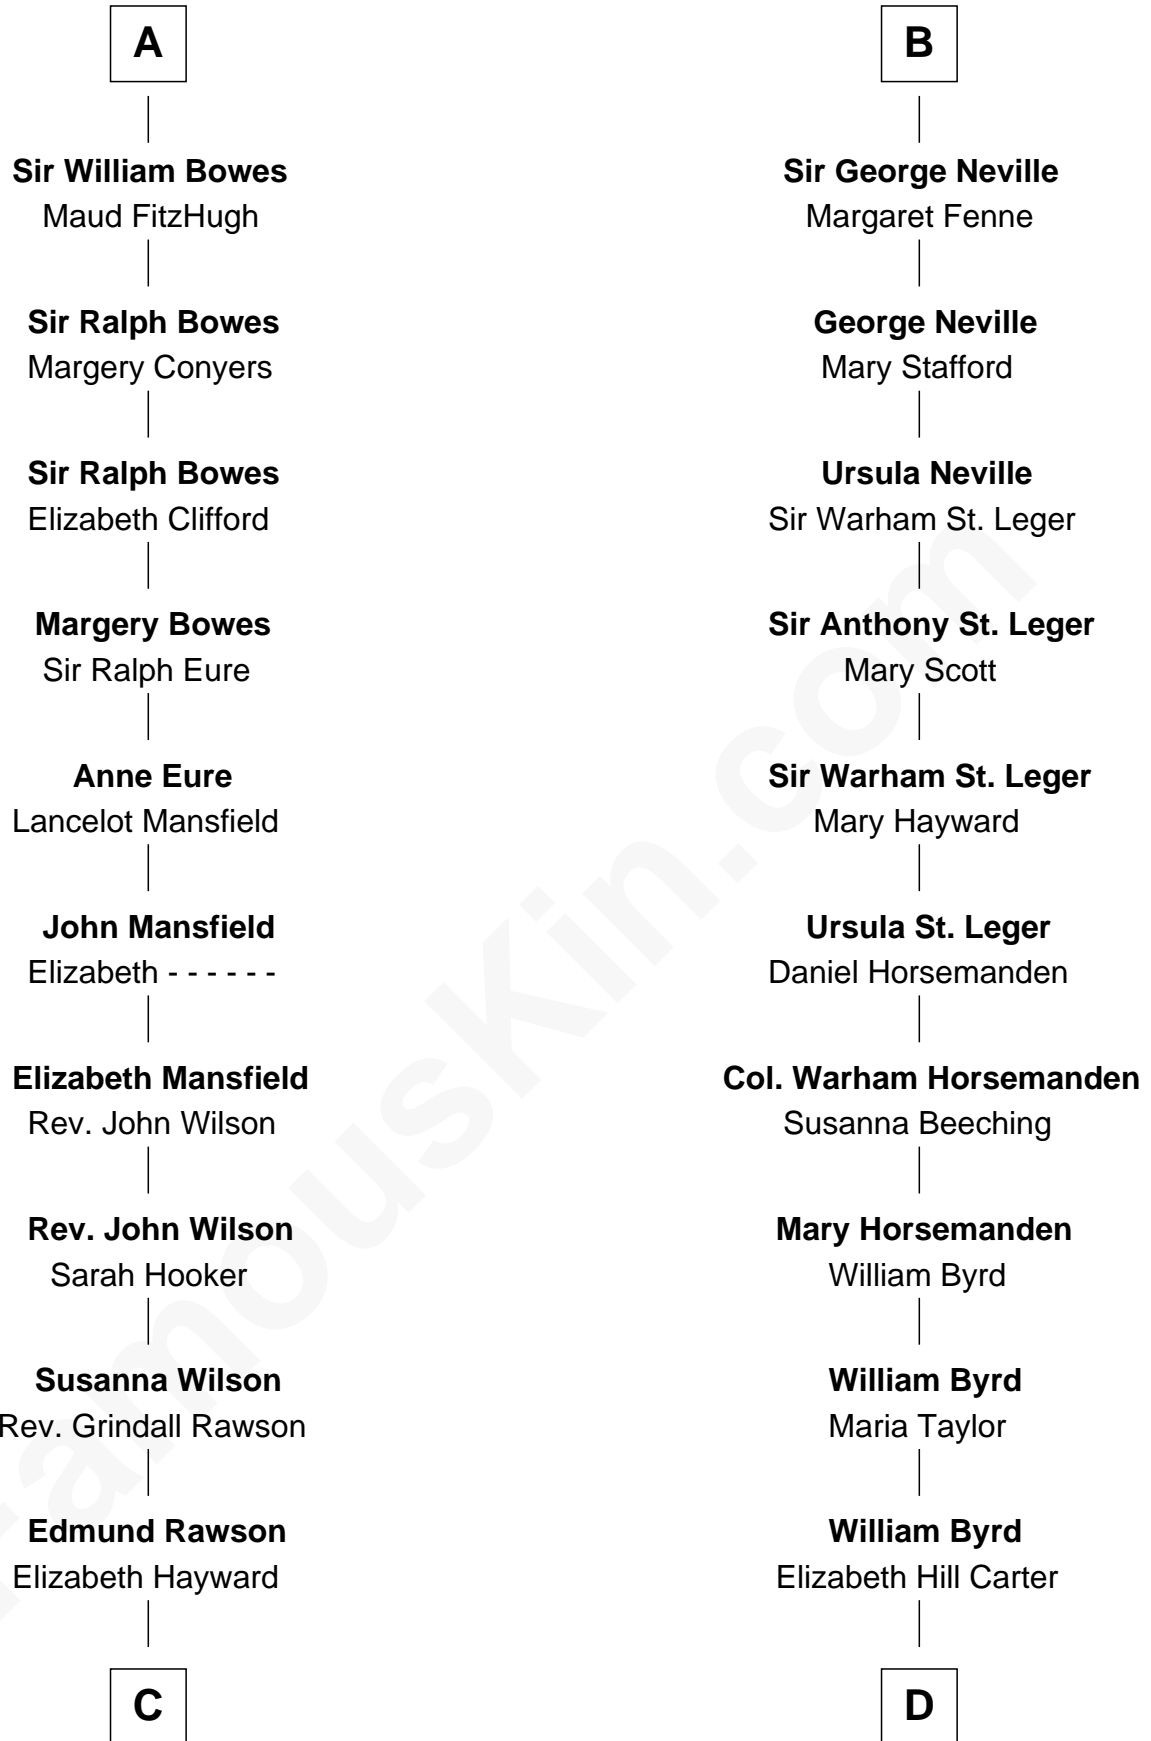 A
Sir William Bowes
Maud FitzHugh
Sir Ralph Bowes
Margery Conyers
Sir Ralph Bowes
Elizabeth Clifford
Margery Bowes
Sir Ralph Eure
Anne Eure
Lancelot Mansfield
John Mansfield
Elizabeth - - - - - -
Elizabeth Mansfield
Rev. John Wilson
Rev. John Wilson
Sarah Hooker
Susanna Wilson
Rev. Grindall Rawson
Edmund Rawson
Elizabeth Hayward
C
B
Sir George Neville
Margaret Fenne
George Neville
Mary Stafford
Ursula Neville
Sir Warham St. Leger
Sir Anthony St. Leger
Mary Scott
Sir Warham St. Leger
Mary Hayward
Ursula St. Leger
Daniel Horsemanden
Col. Warham Horsemanden
Susanna Beeching
Mary Horsemanden
William Byrd
William Byrd
Maria Taylor
William Byrd
Elizabeth Hill Carter
D
FamousKin.com